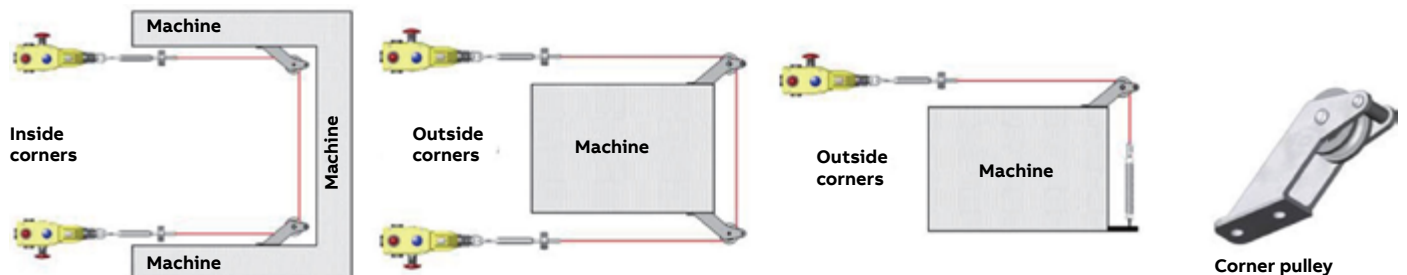 Machine
Inside
corners
Machine
Machine
Outside
corners
Machine
Outside
corners
Machine
Corner pulley